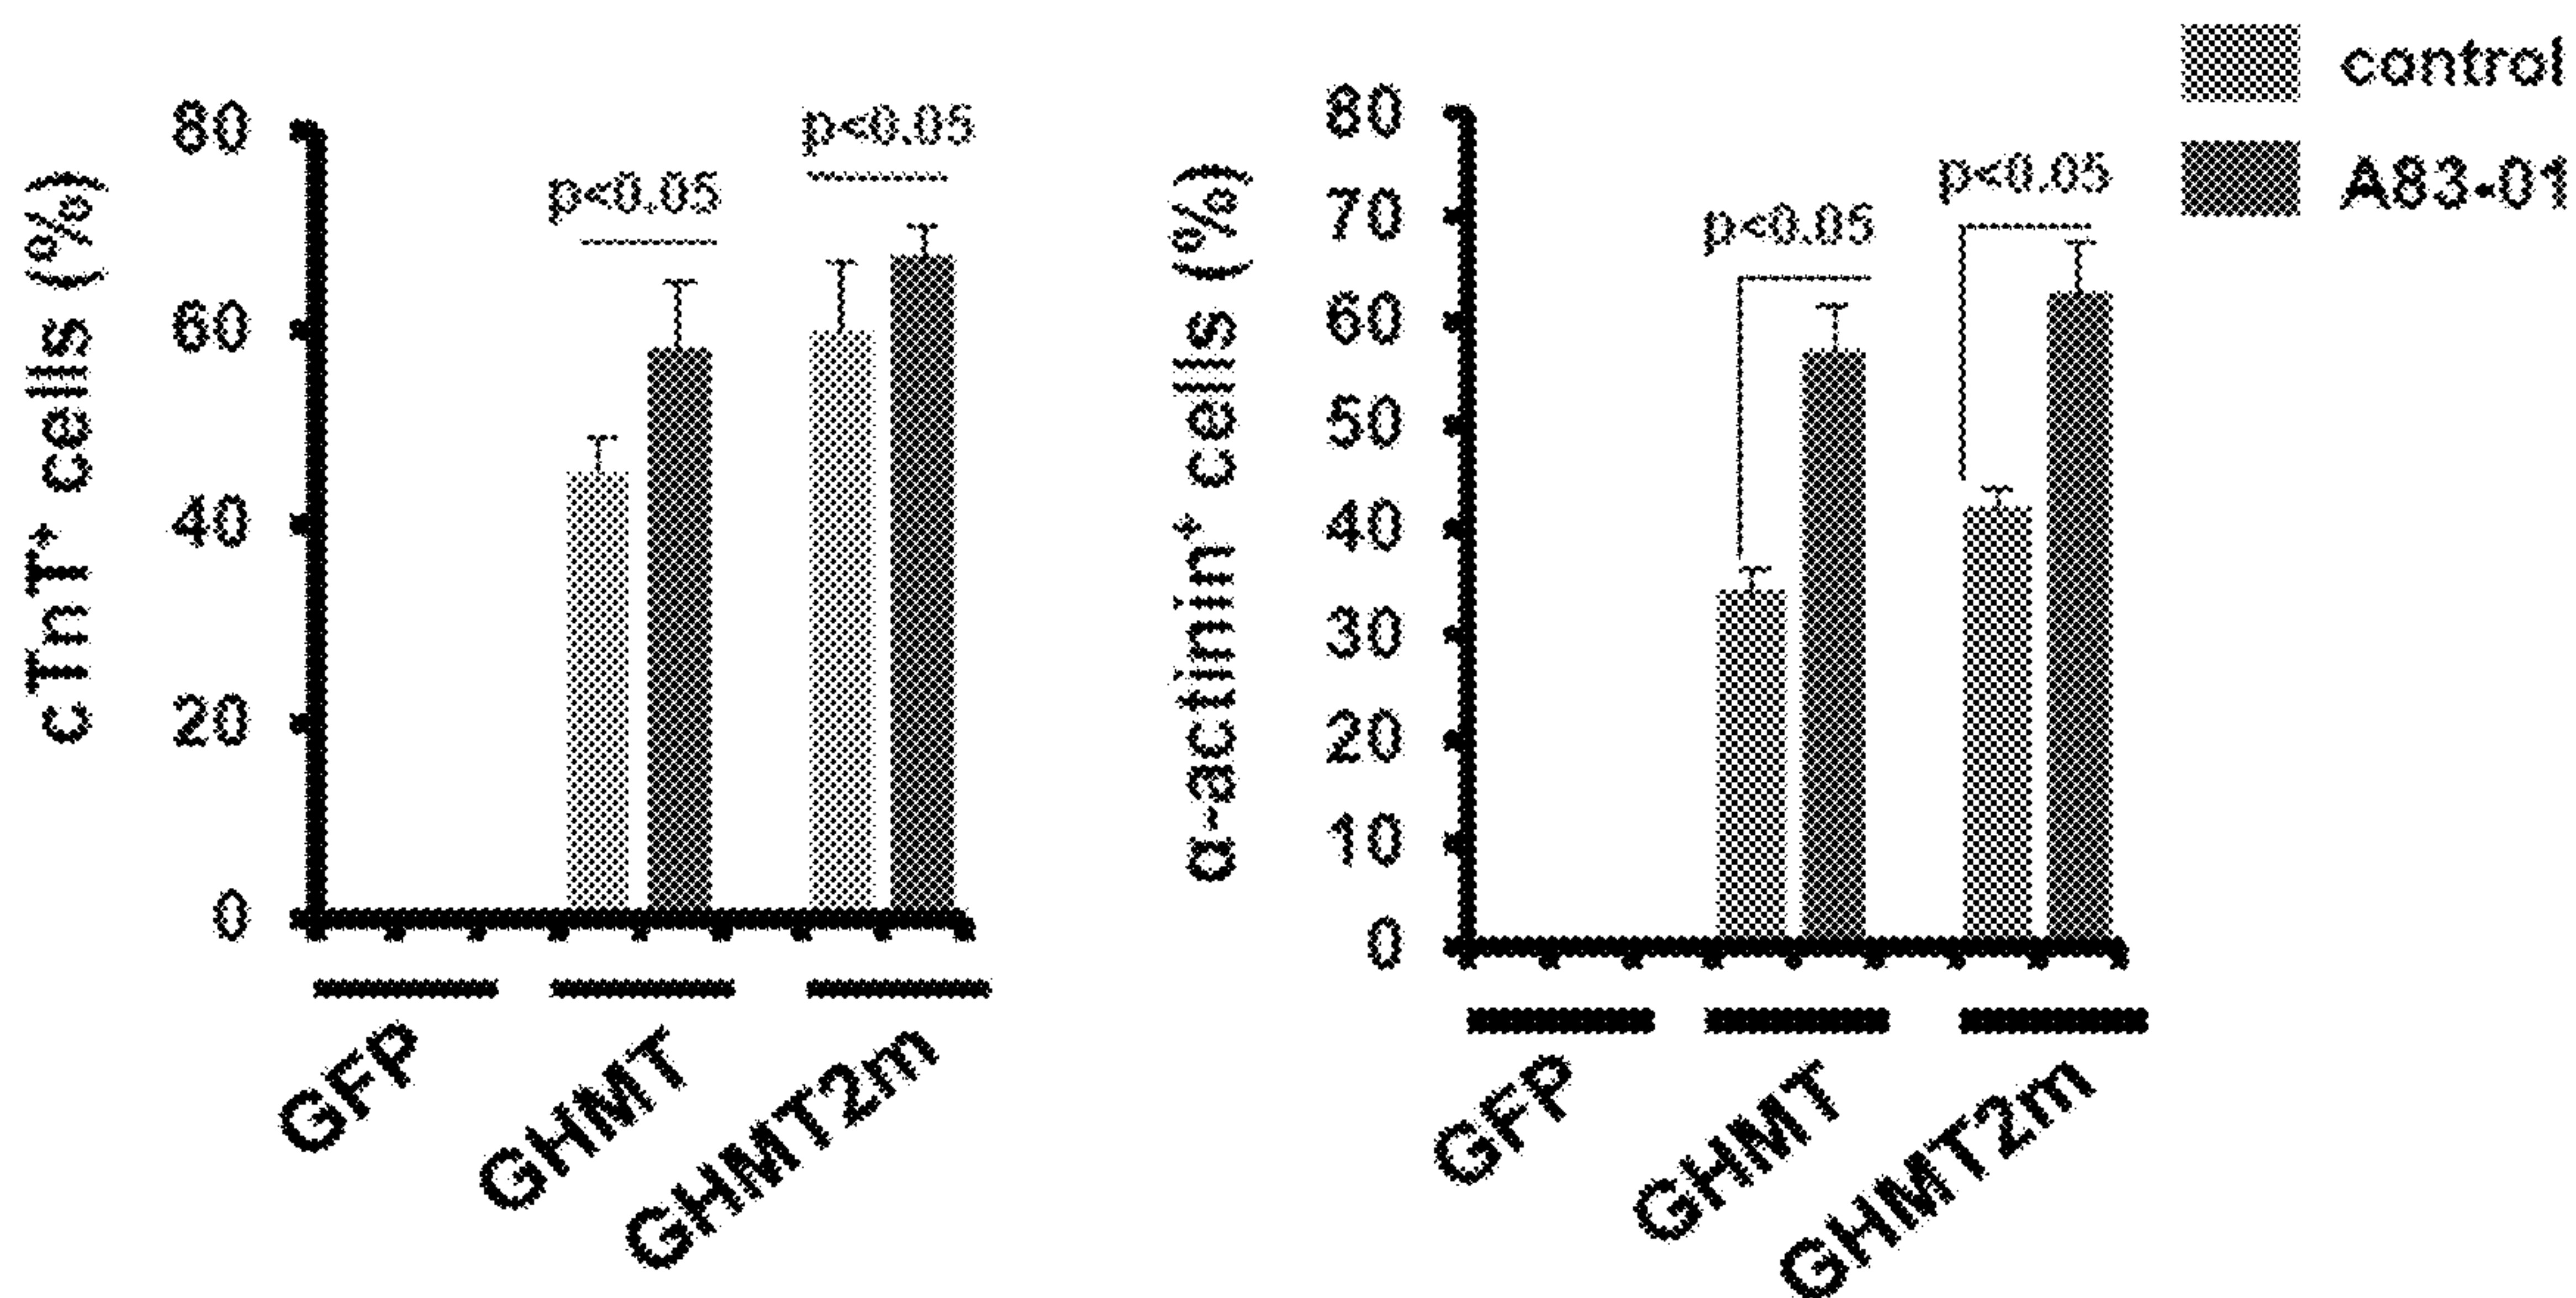 cTnT⁺ cells (%)
80
60
40
20
0
p<0.05
p<0.05
GFP
GHMT
GHMT2m
α-actinin⁺ cells (%)
80
70
60
50
40
30
20
10
0
p<0.05
p<0.05
GFP
GHMT
GHMT2m
control
A83-01